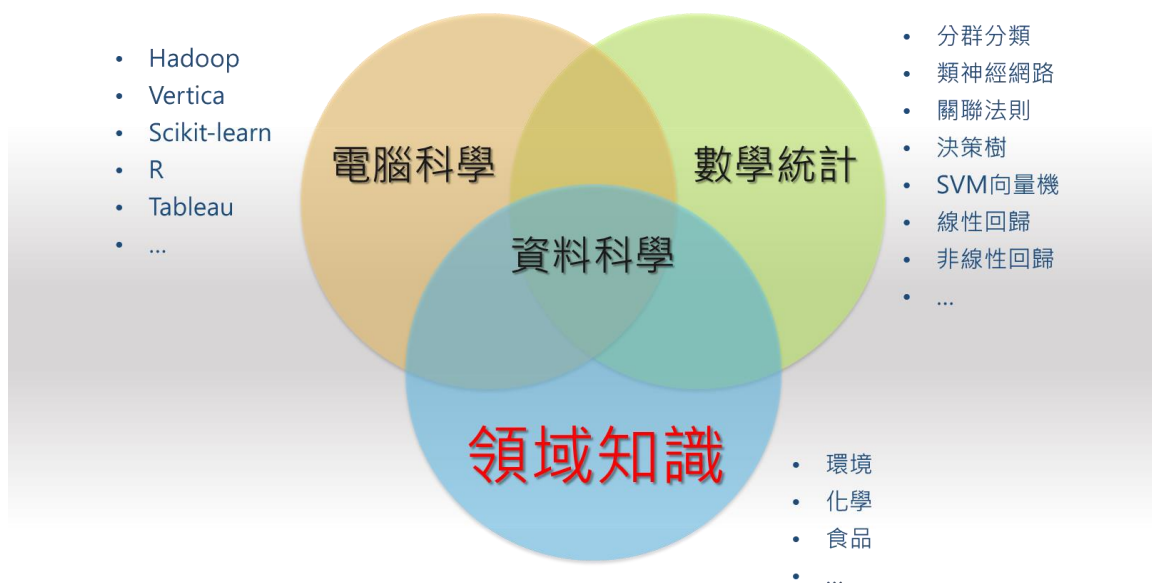 • Hadoop
• Vertica
• Scikit-learn
• R
• Tableau
• ...
電腦科學
數學統計
資料科學
領域知識
• 分群分類
• 類神經網路
• 關聯法則
• 決策樹
• SVM向量機
• 線性回歸
• 非線性回歸
• ...
• 環境
• 化學
• 食品
• ...